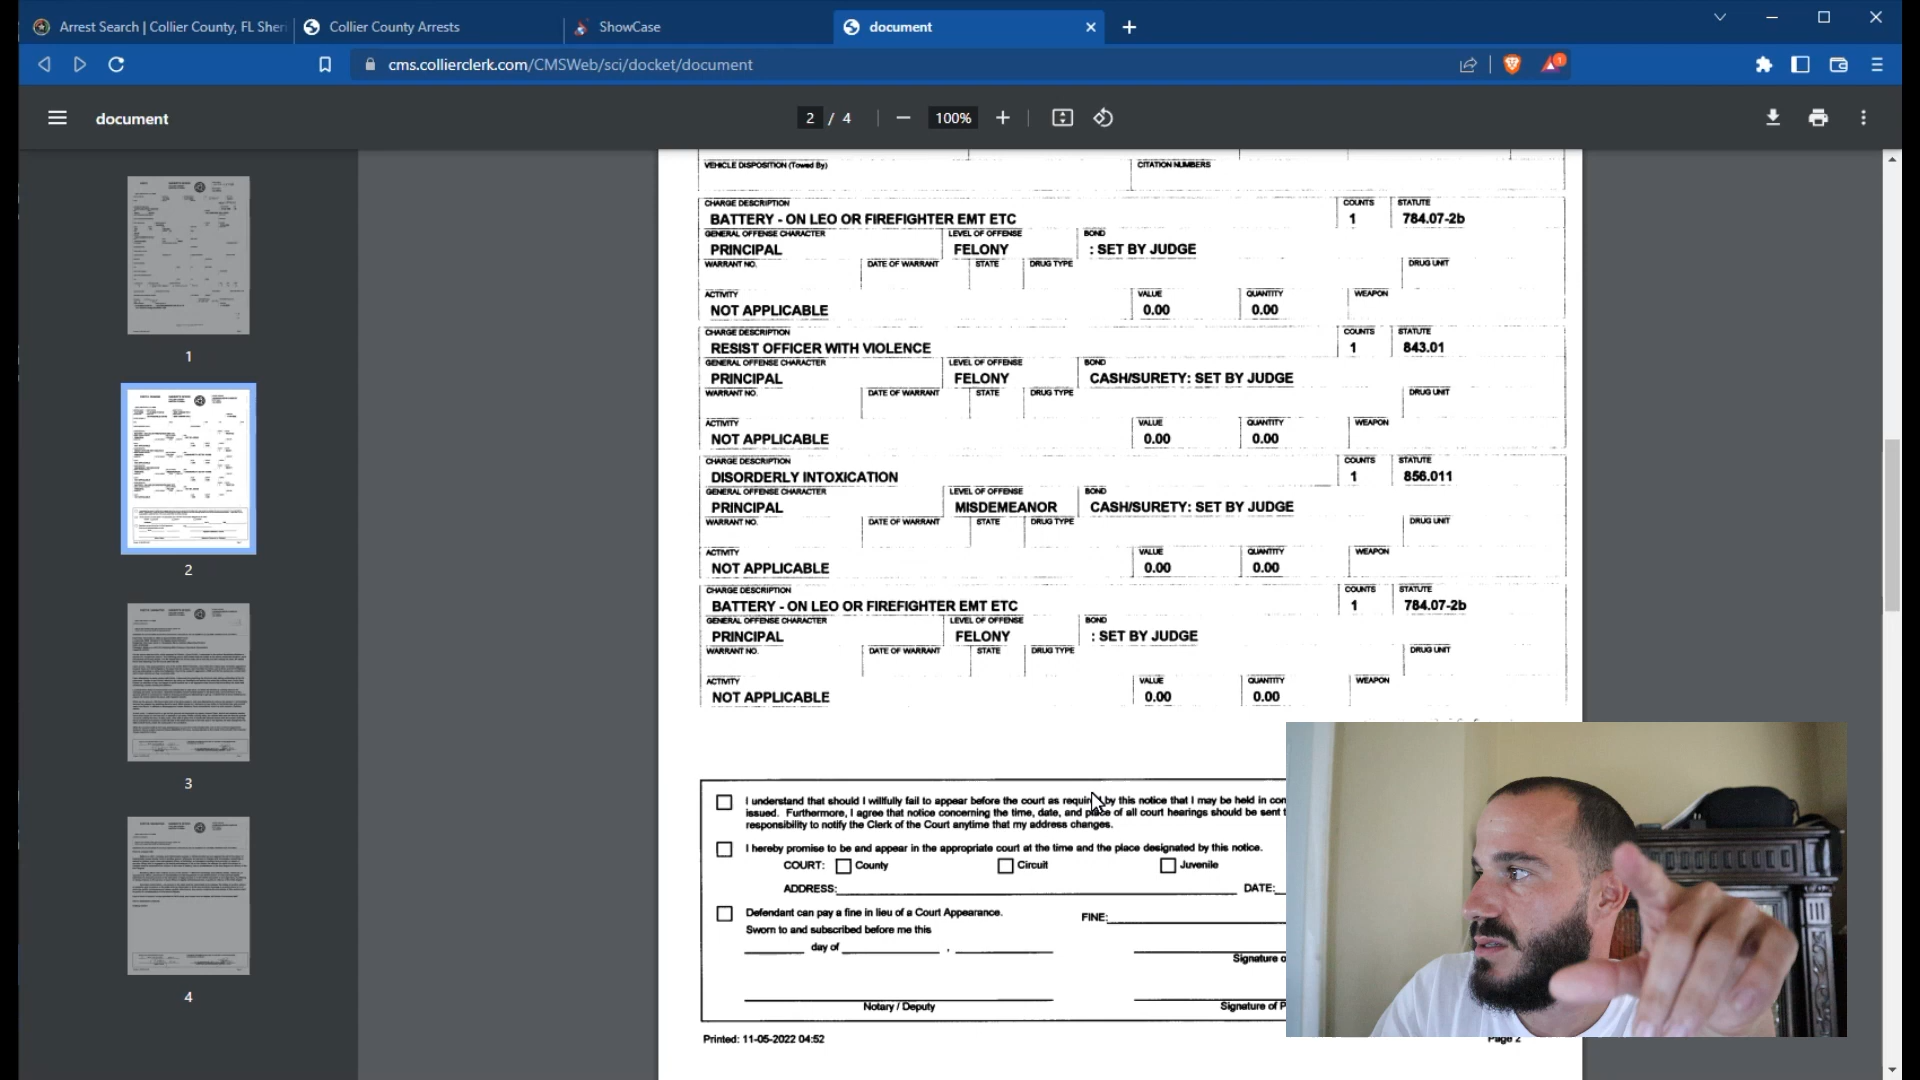 Arrest Search | Collier County, FL Sheri
Collier County Arrests
ShowCase
document
cms.collierclerk.com/CMSWeb/sci/docket/document
1
document
2 / 4
100%
VEHICLE DISPOSITION (Towed By) CITATION NUMBERS
CHARGE DESCRIPTION COUNTS STATUTE
BATTERY - ON LEO OR FIREFIGHTER EMT ETC 1 784.07-2b
GENERAL OFFENSE CHARACTER LEVEL OF OFFENSE BOND
PRINCIPAL FELONY : SET BY JUDGE
WARRANT NO. DATE OF WARRANT STATE DRUG TYPE DRUG UNIT
ACTIVITY VALUE QUANTITY WEAPON
NOT APPLICABLE 0.00 0.00
CHARGE DESCRIPTION COUNTS STATUTE
RESIST OFFICER WITH VIOLENCE 1 843.01
GENERAL OFFENSE CHARACTER LEVEL OF OFFENSE BOND
PRINCIPAL FELONY CASH/SURETY: SET BY JUDGE
WARRANT NO. DATE OF WARRANT STATE DRUG TYPE DRUG UNIT
ACTIVITY VALUE QUANTITY WEAPON
NOT APPLICABLE 0.00 0.00
CHARGE DESCRIPTION COUNTS STATUTE
DISORDERLY INTOXICATION 1 856.011
GENERAL OFFENSE CHARACTER LEVEL OF OFFENSE BOND
PRINCIPAL MISDEMEANOR CASH/SURETY: SET BY JUDGE
WARRANT NO. DATE OF WARRANT STATE DRUG TYPE DRUG UNIT
ACTIVITY VALUE QUANTITY WEAPON
NOT APPLICABLE 0.00 0.00
CHARGE DESCRIPTION COUNTS STATUTE
BATTERY - ON LEO OR FIREFIGHTER EMT ETC 1 784.07-2b
GENERAL OFFENSE CHARACTER LEVEL OF OFFENSE BOND
PRINCIPAL FELONY : SET BY JUDGE
WARRANT NO. DATE OF WARRANT STATE DRUG TYPE DRUG UNIT
ACTIVITY VALUE QUANTITY WEAPON
NOT APPLICABLE 0.00 0.00
I understand that should I willfully fail to appear before the court as required by this notice that I may be held in con
issued. Furthermore, I agree that notice concerning the time, date, and place of all court hearings should be sent t
responsibility to notify the Clerk of the Court anytime that my address changes.
I hereby promise to be and appear in the appropriate court at the time and the place designated by this notice.
COURT: County Circuit Juvenile
ADDRESS: DATE:
Defendant can pay a fine in lieu of a Court Appearance. FINE:
Sworn to and subscribed before me this
day of ,
Signature o
Notary / Deputy Signature of P
Printed: 11-05-2022 04:52 Page 2
1
2
3
4